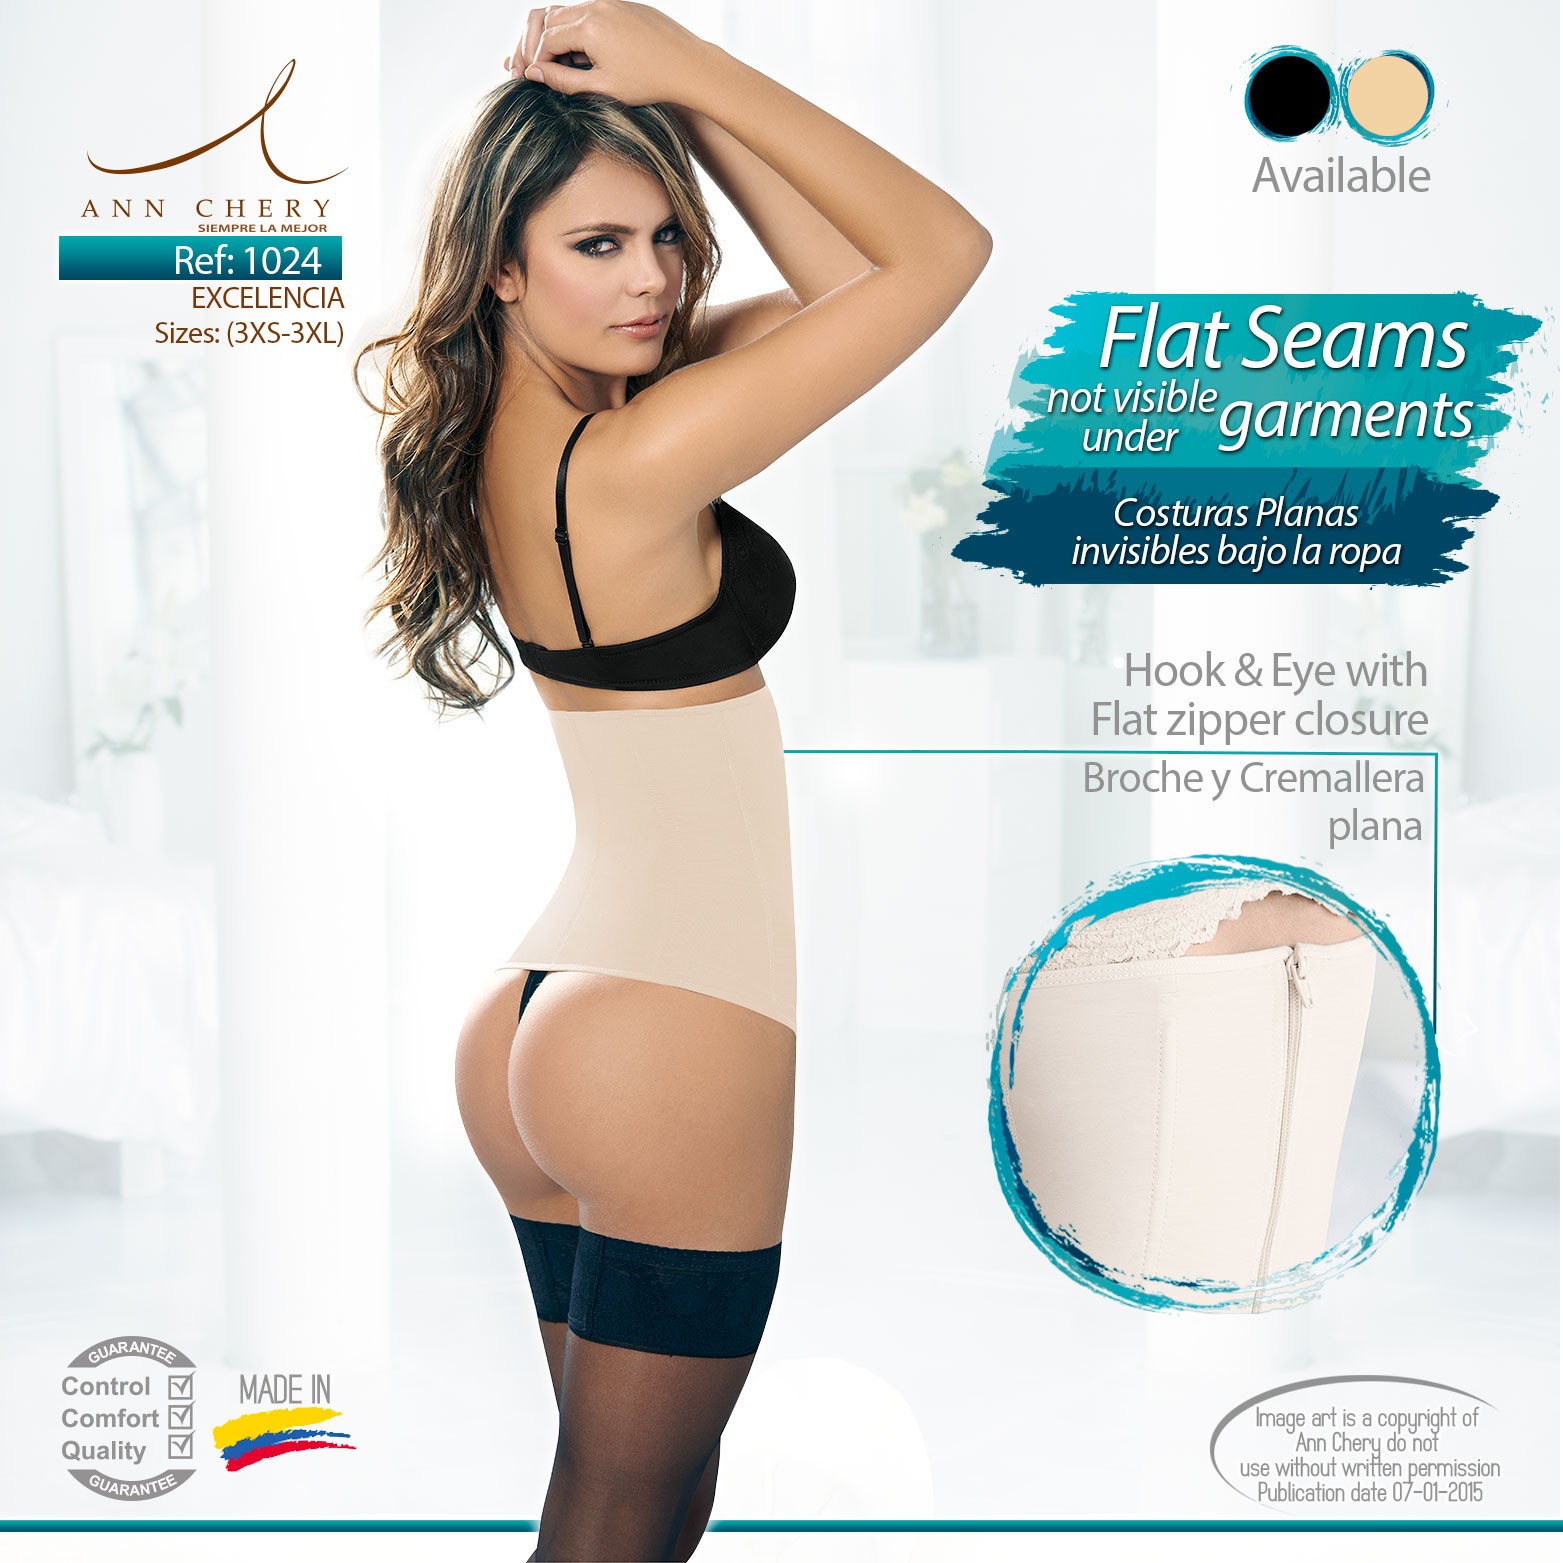 ANN CHERY
SIEMPRE LA MEJOR
Ref: 1024
EXCELENCIA
Sizes: (3XS-3XL)
Available
Flat Seams
not visible
under garments
Costuras Planas
invisibles bajo la ropa
Hook & Eye with
Flat zipper closure
Broche y Cremallera
plana
GUARANTEE
Control
Comfort
Quality
GUARANTEE
MADE IN
Image art is a copyright of
Ann Chery do not
use without written permission
Publication date 07-01-2015